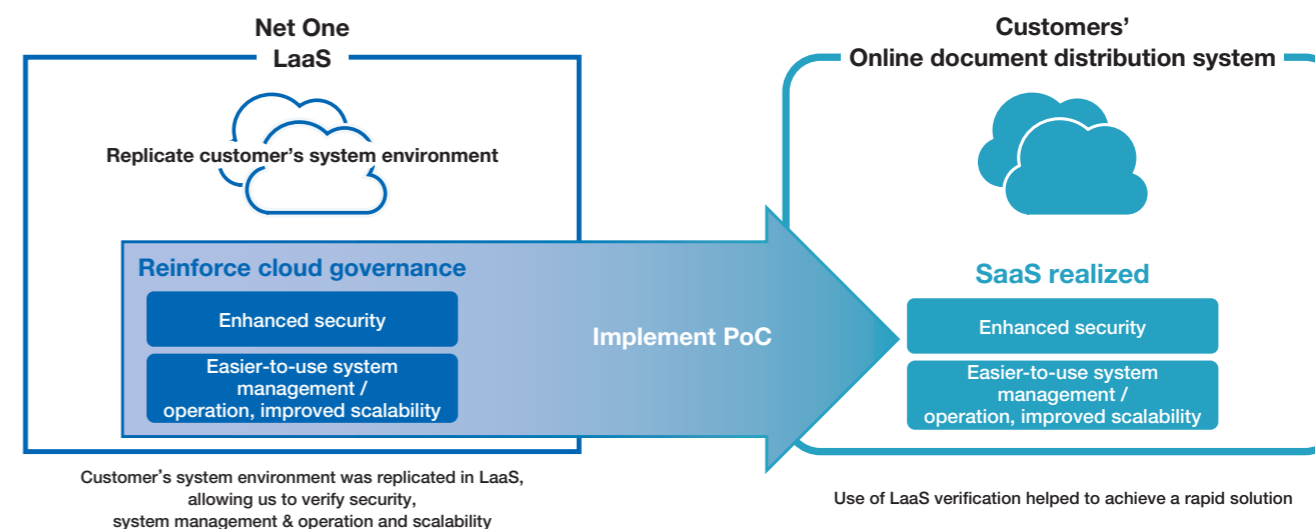 Net One
LaaS
Replicate customer's system environment
Reinforce cloud governance
Enhanced security
Easier-to-use system
management /
operation, improved scalability
Customer's system environment was replicated in LaaS,
allowing us to verify security,
system management & operation and scalability
Implement PoC
Customers'
Online document distribution system
SaaS realized
Enhanced security
Easier-to-use system
management /
operation, improved scalability
Use of LaaS verification helped to achieve a rapid solution